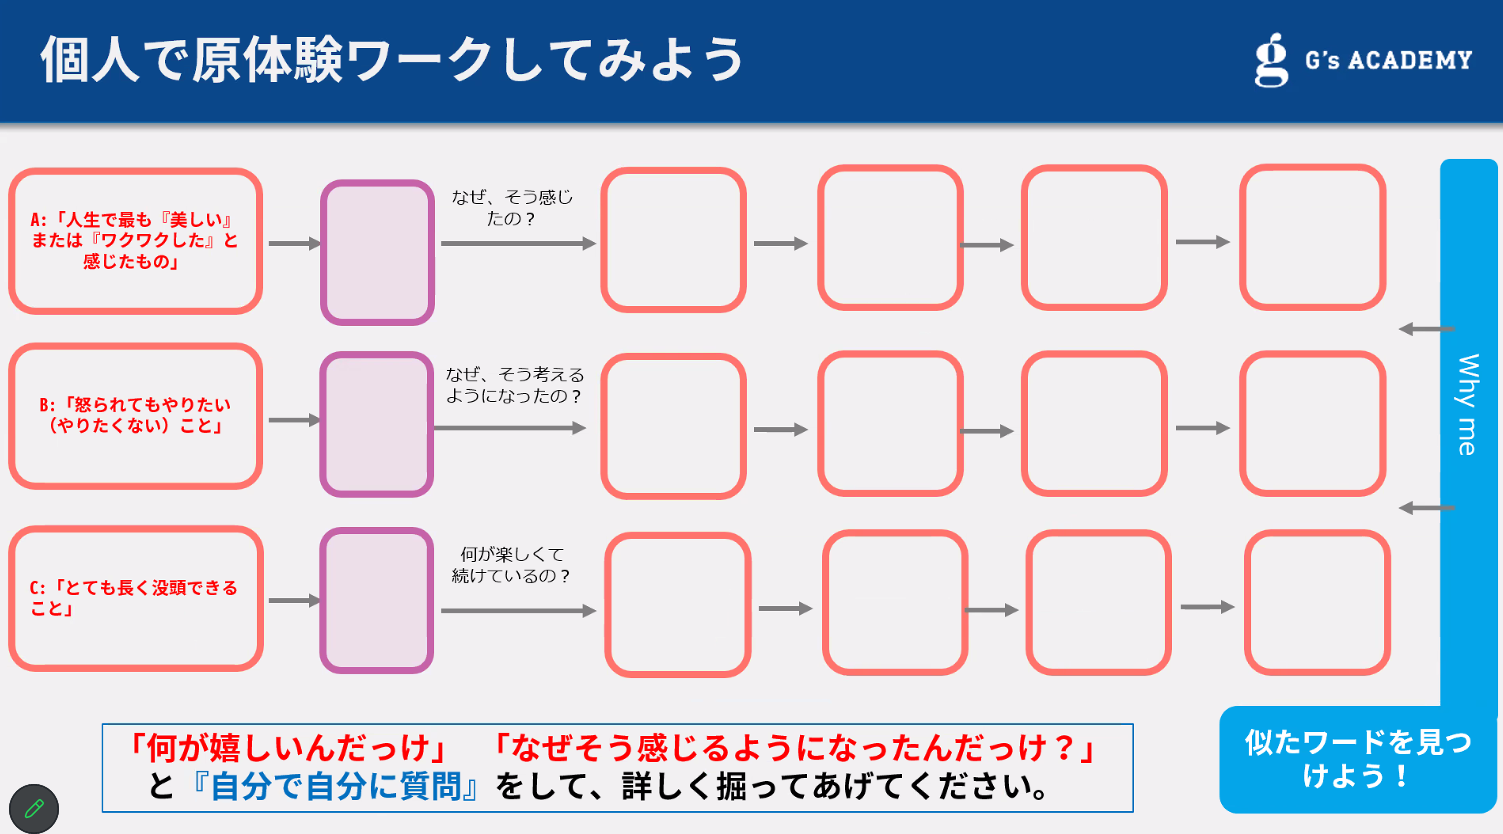 個人で原体験ワークしてみよう
G's ACADEMY
A:「人生で最も『美しい』
または『ワクワクした』と
感じたもの」
なぜ、そう感じ
たの？
B:「怒られてもやりたい
（やりたくない）こと」
なぜ、そう考える
ようになったの？
C:「とても長く没頭できる
こと」
何が楽しくて
続けているの？
Why me
「何が嬉しいんだっけ」 「なぜそう感じるようになったんだっけ？」
と『自分で自分に質問』をして、詳しく掘ってあげてください。
似たワードを見つ
けよう！